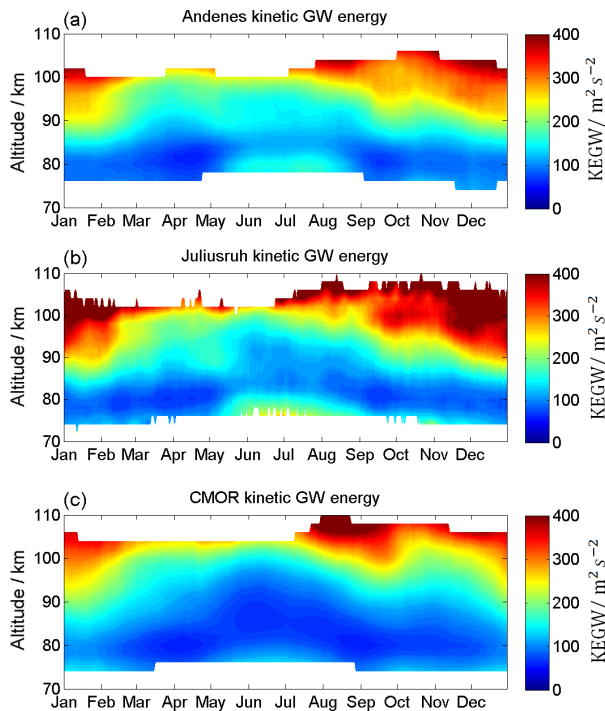 (a)
Andenes kinetic GW energy
110
100
90
80
70
Altitude / km
Jan Feb Mar Apr May Jun Jul Aug Sep Oct Nov Dec
400
300
200
100
0
KEGW / m² s⁻²
(b)
Juliusruh kinetic GW energy
110
100
90
80
70
Altitude / km
Jan Feb Mar Apr May Jun Jul Aug Sep Oct Nov Dec
400
300
200
100
0
KEGW / m² s⁻²
(c)
CMOR kinetic GW energy
110
100
90
80
70
Altitude / km
Jan Feb Mar Apr May Jun Jul Aug Sep Oct Nov Dec
400
300
200
100
0
KEGW / m² s⁻²